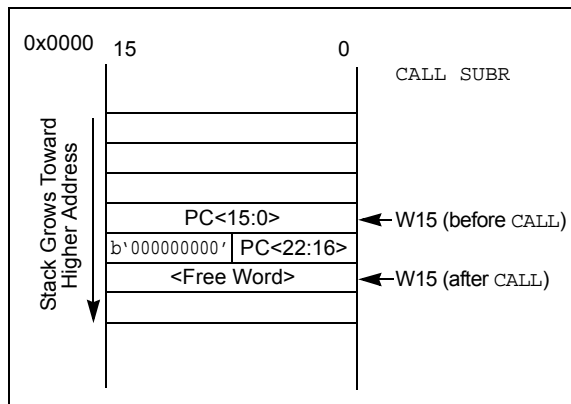 0x0000
15 0
CALL SUBR
Stack Grows Toward
Higher Address
PC<15:0>
W15 (before CALL)
b‘000000000’ PC<22:16>
<Free Word>
W15 (after CALL)